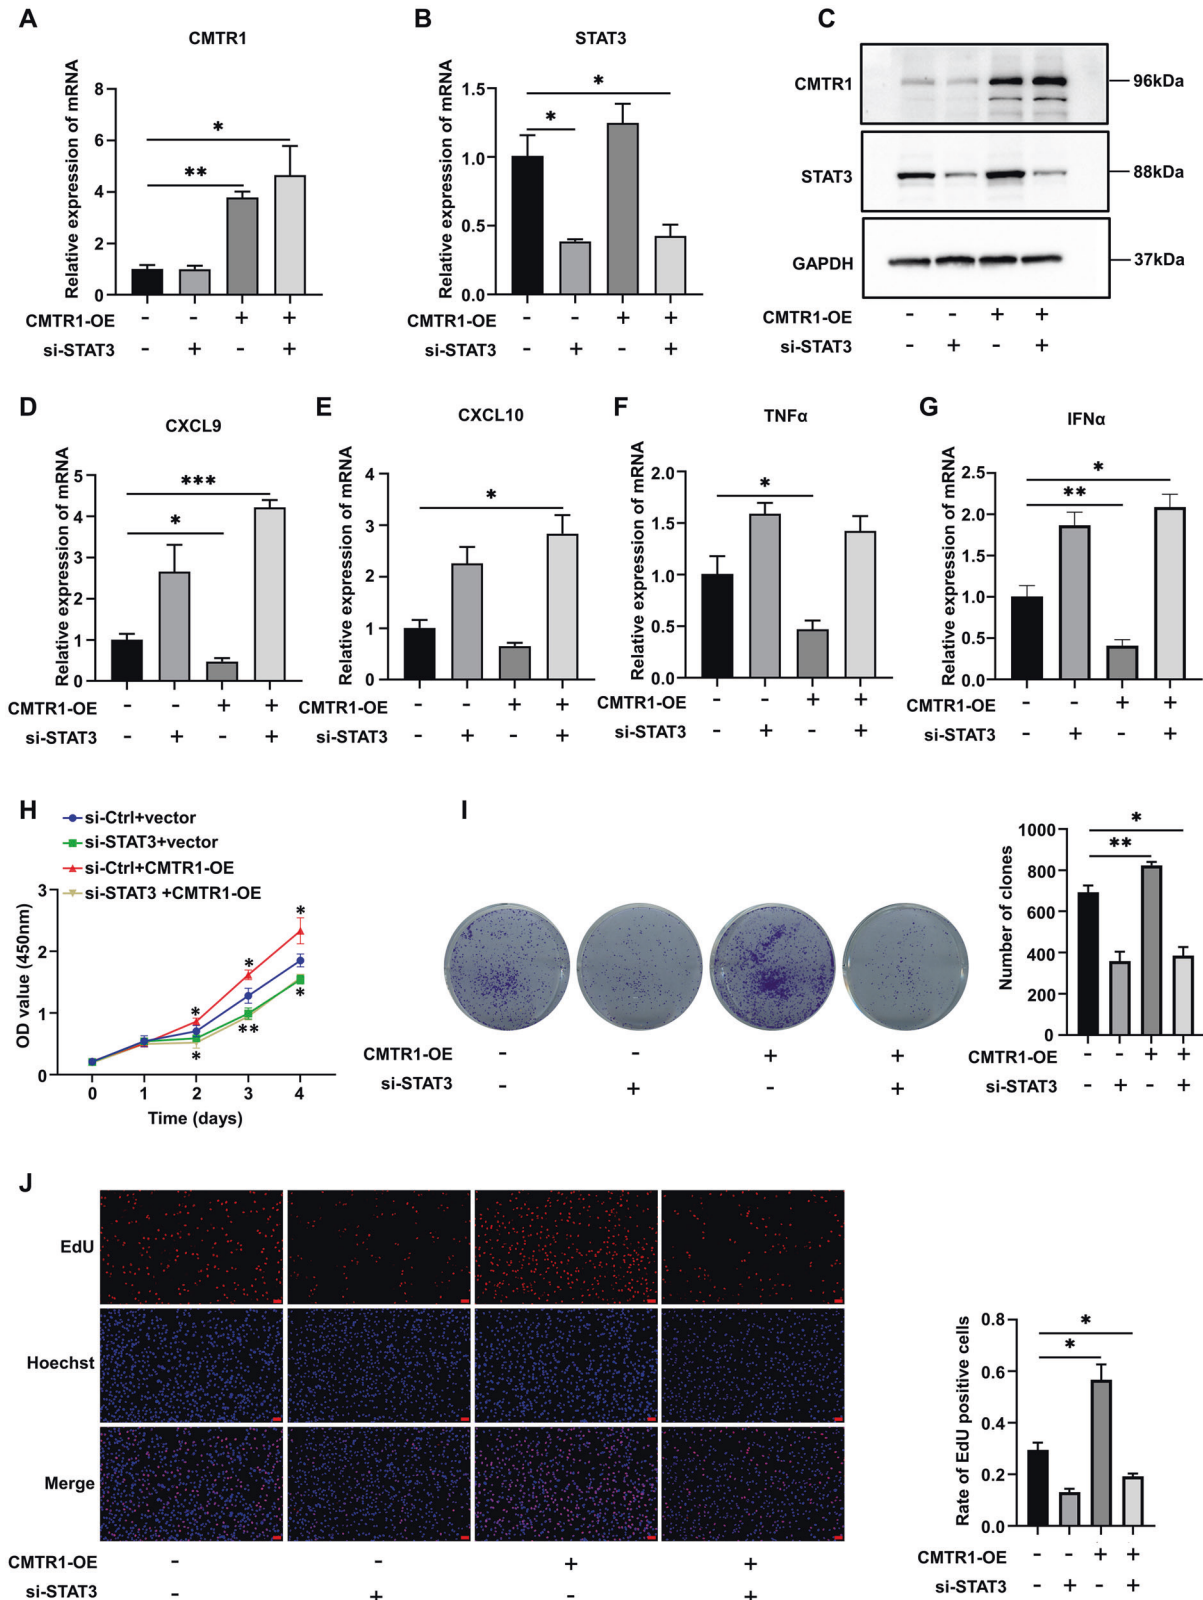 A
CMTR1
Relative expression of mRNA
8
6
4
2
0
*
**
CMTR1-OE - - + +
si-STAT3 - + - +
B
STAT3
Relative expression of mRNA
1.5
1.0
0.5
0.0
*
*
CMTR1-OE - - + +
si-STAT3 - + - +
C
CMTR1 96kDa
STAT3 88kDa
GAPDH 37kDa
CMTR1-OE - - + +
si-STAT3 - + - +
D
CXCL9
Relative expression of mRNA
5
4
3
2
1
0
***
*
CMTR1-OE - - + +
si-STAT3 - + - +
E
CXCL10
Relative expression of mRNA
4
3
2
1
0
*
CMTR1-OE - - + +
si-STAT3 - + - +
F
TNFα
Relative expression of mRNA
2.0
1.5
1.0
0.5
0.0
*
CMTR1-OE - - + +
si-STAT3 - + - +
G
IFNα
Relative expression of mRNA
2.5
2.0
1.5
1.0
0.5
0.0
*
**
CMTR1-OE - - + +
si-STAT3 - + - +
H
si-Ctrl+vector
si-STAT3+vector
si-Ctrl+CMTR1-OE
si-STAT3 +CMTR1-OE
OD value (450nm)
3
2
1
0
*
*
*
*
**
*
0 1 2 3 4
Time (days)
I
CMTR1-OE - - + +
si-STAT3 - + - +
Number of clones
1000
800
600
400
200
0
*
**
CMTR1-OE - - + +
si-STAT3 - + - +
J
EdU
Hoechst
Merge
CMTR1-OE - - + +
si-STAT3 - + - +
Rate of EdU positive cells
0.8
0.6
0.4
0.2
0.0
*
*
CMTR1-OE - - + +
si-STAT3 - + - +